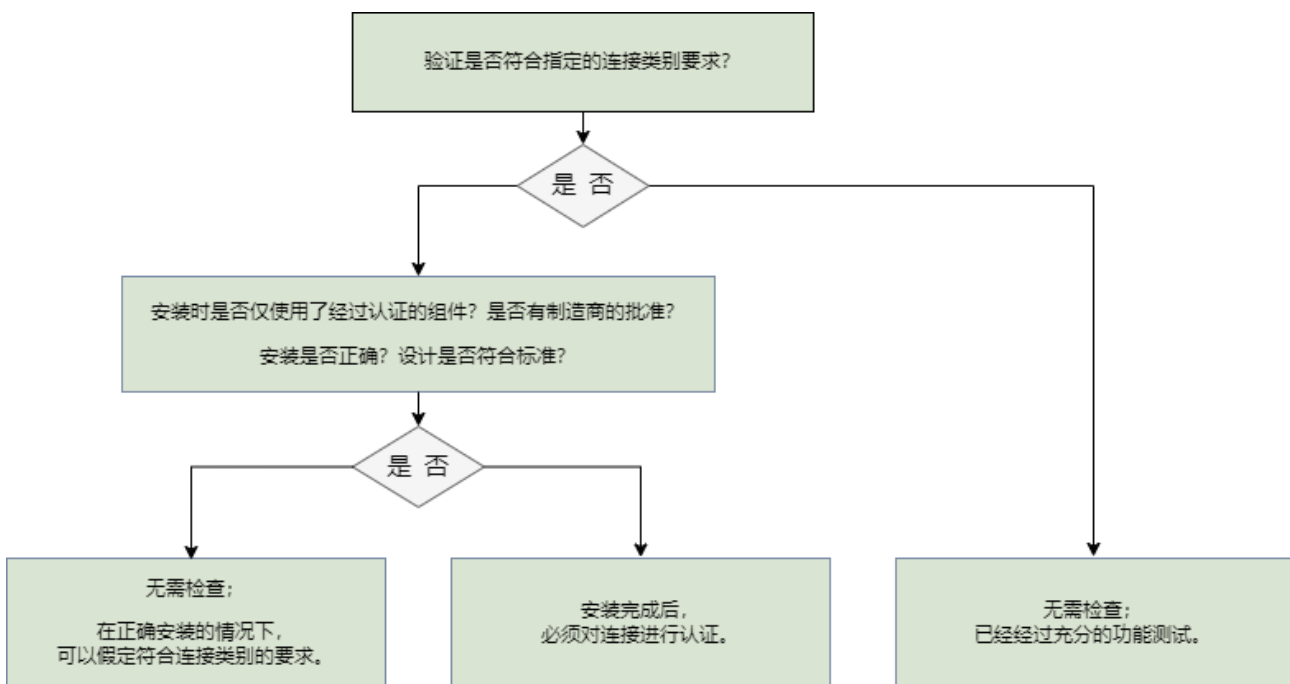 验证是否符合指定的连接类别要求?
是 否
安装时是否仅使用了经过认证的组件?是否有制造商的批准?
安装是否正确?设计是否符合标准?
是 否
无需检查;
在正确安装的情况下,
可以假定符合连接类别的要求。
安装完成后,
必须对连接进行认证。
无需检查;
已经经过充分的功能测试。